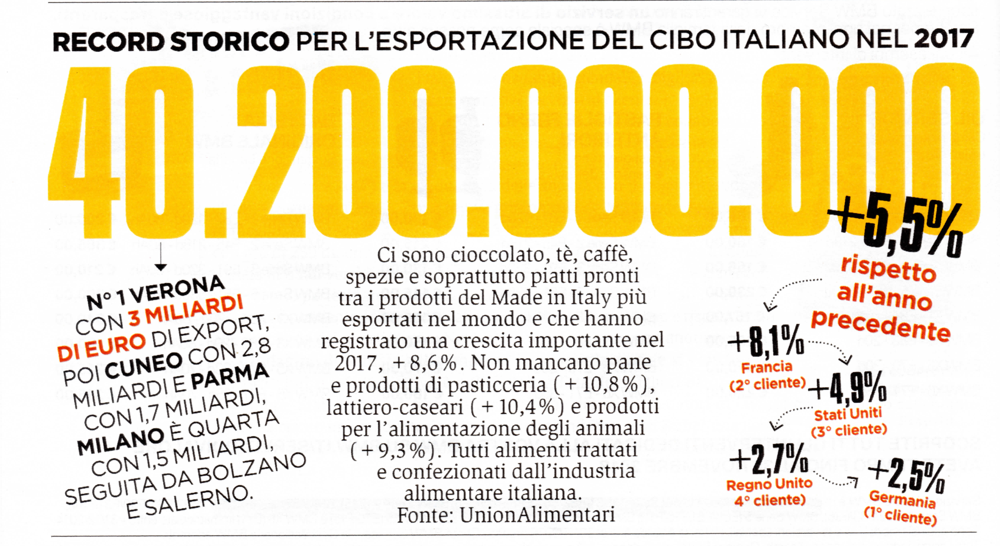 RECORD STORICO PER L'ESPORTAZIONE DEL CIBO ITALIANO NEL 2017
40.200.000.000
+5,5%
rispetto
all'anno
precedente
N° 1 VERONA
CON 3 MILIARDI
DI EURO DI EXPORT,
POI CUNEO CON 2,8
MILIARDI E PARMA
CON 1,7 MILIARDI,
MILANO È QUARTA
CON 1,5 MILIARDI,
SEGUITA DA BOLZANO
E SALERNO.
Ci sono cioccolato, tè, caffè,
spezie e soprattutto piatti pronti
tra i prodotti del Made in Italy più
esportati nel mondo e che hanno
registrato una crescita importante nel
2017, +8,6%. Non mancano pane
e prodotti di pasticceria (+10,8%),
lattiero-caseari (+ 10,4%) e prodotti
per l'alimentazione degli animali
(+9,3%). Tutti alimenti trattati
e confezionati dall'industria
alimentare italiana.
Fonte: UnionAlimentari
+8,1%
Francia
(2° cliente)
+4,9%
Stati Uniti
(3° cliente)
+2,7%
Regno Unito
4° cliente)
+2,5%
Germania
(1° cliente)